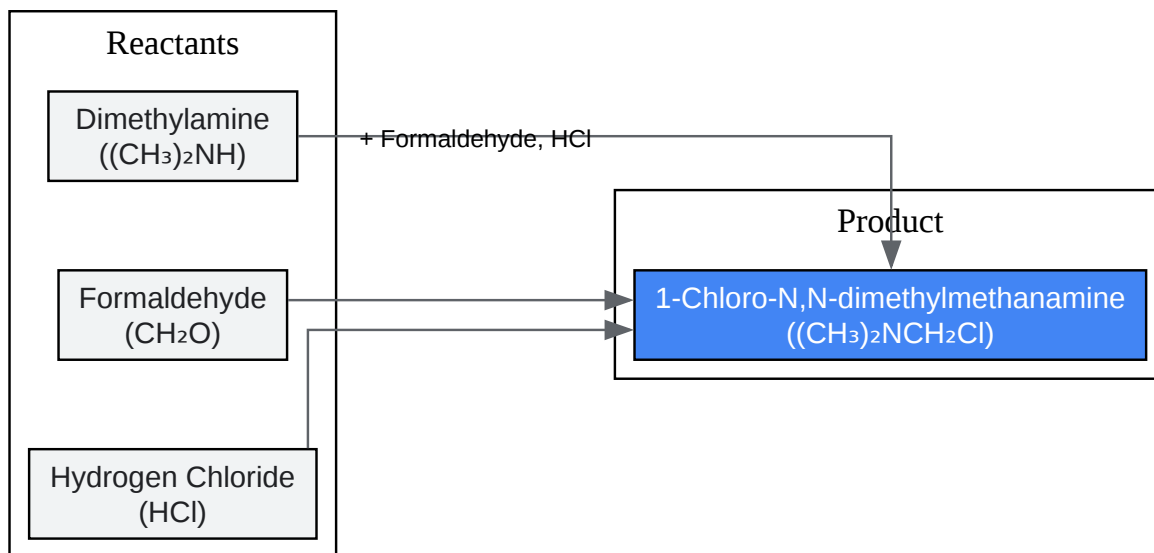 Reactants
Dimethylamine
((CH₃)₂NH)
+ Formaldehyde, HCl
Product
Formaldehyde
(CH₂O)
1-Chloro-N,N-dimethylmethanamine
((CH₃)₂NCH₂Cl)
Hydrogen Chloride
(HCl)